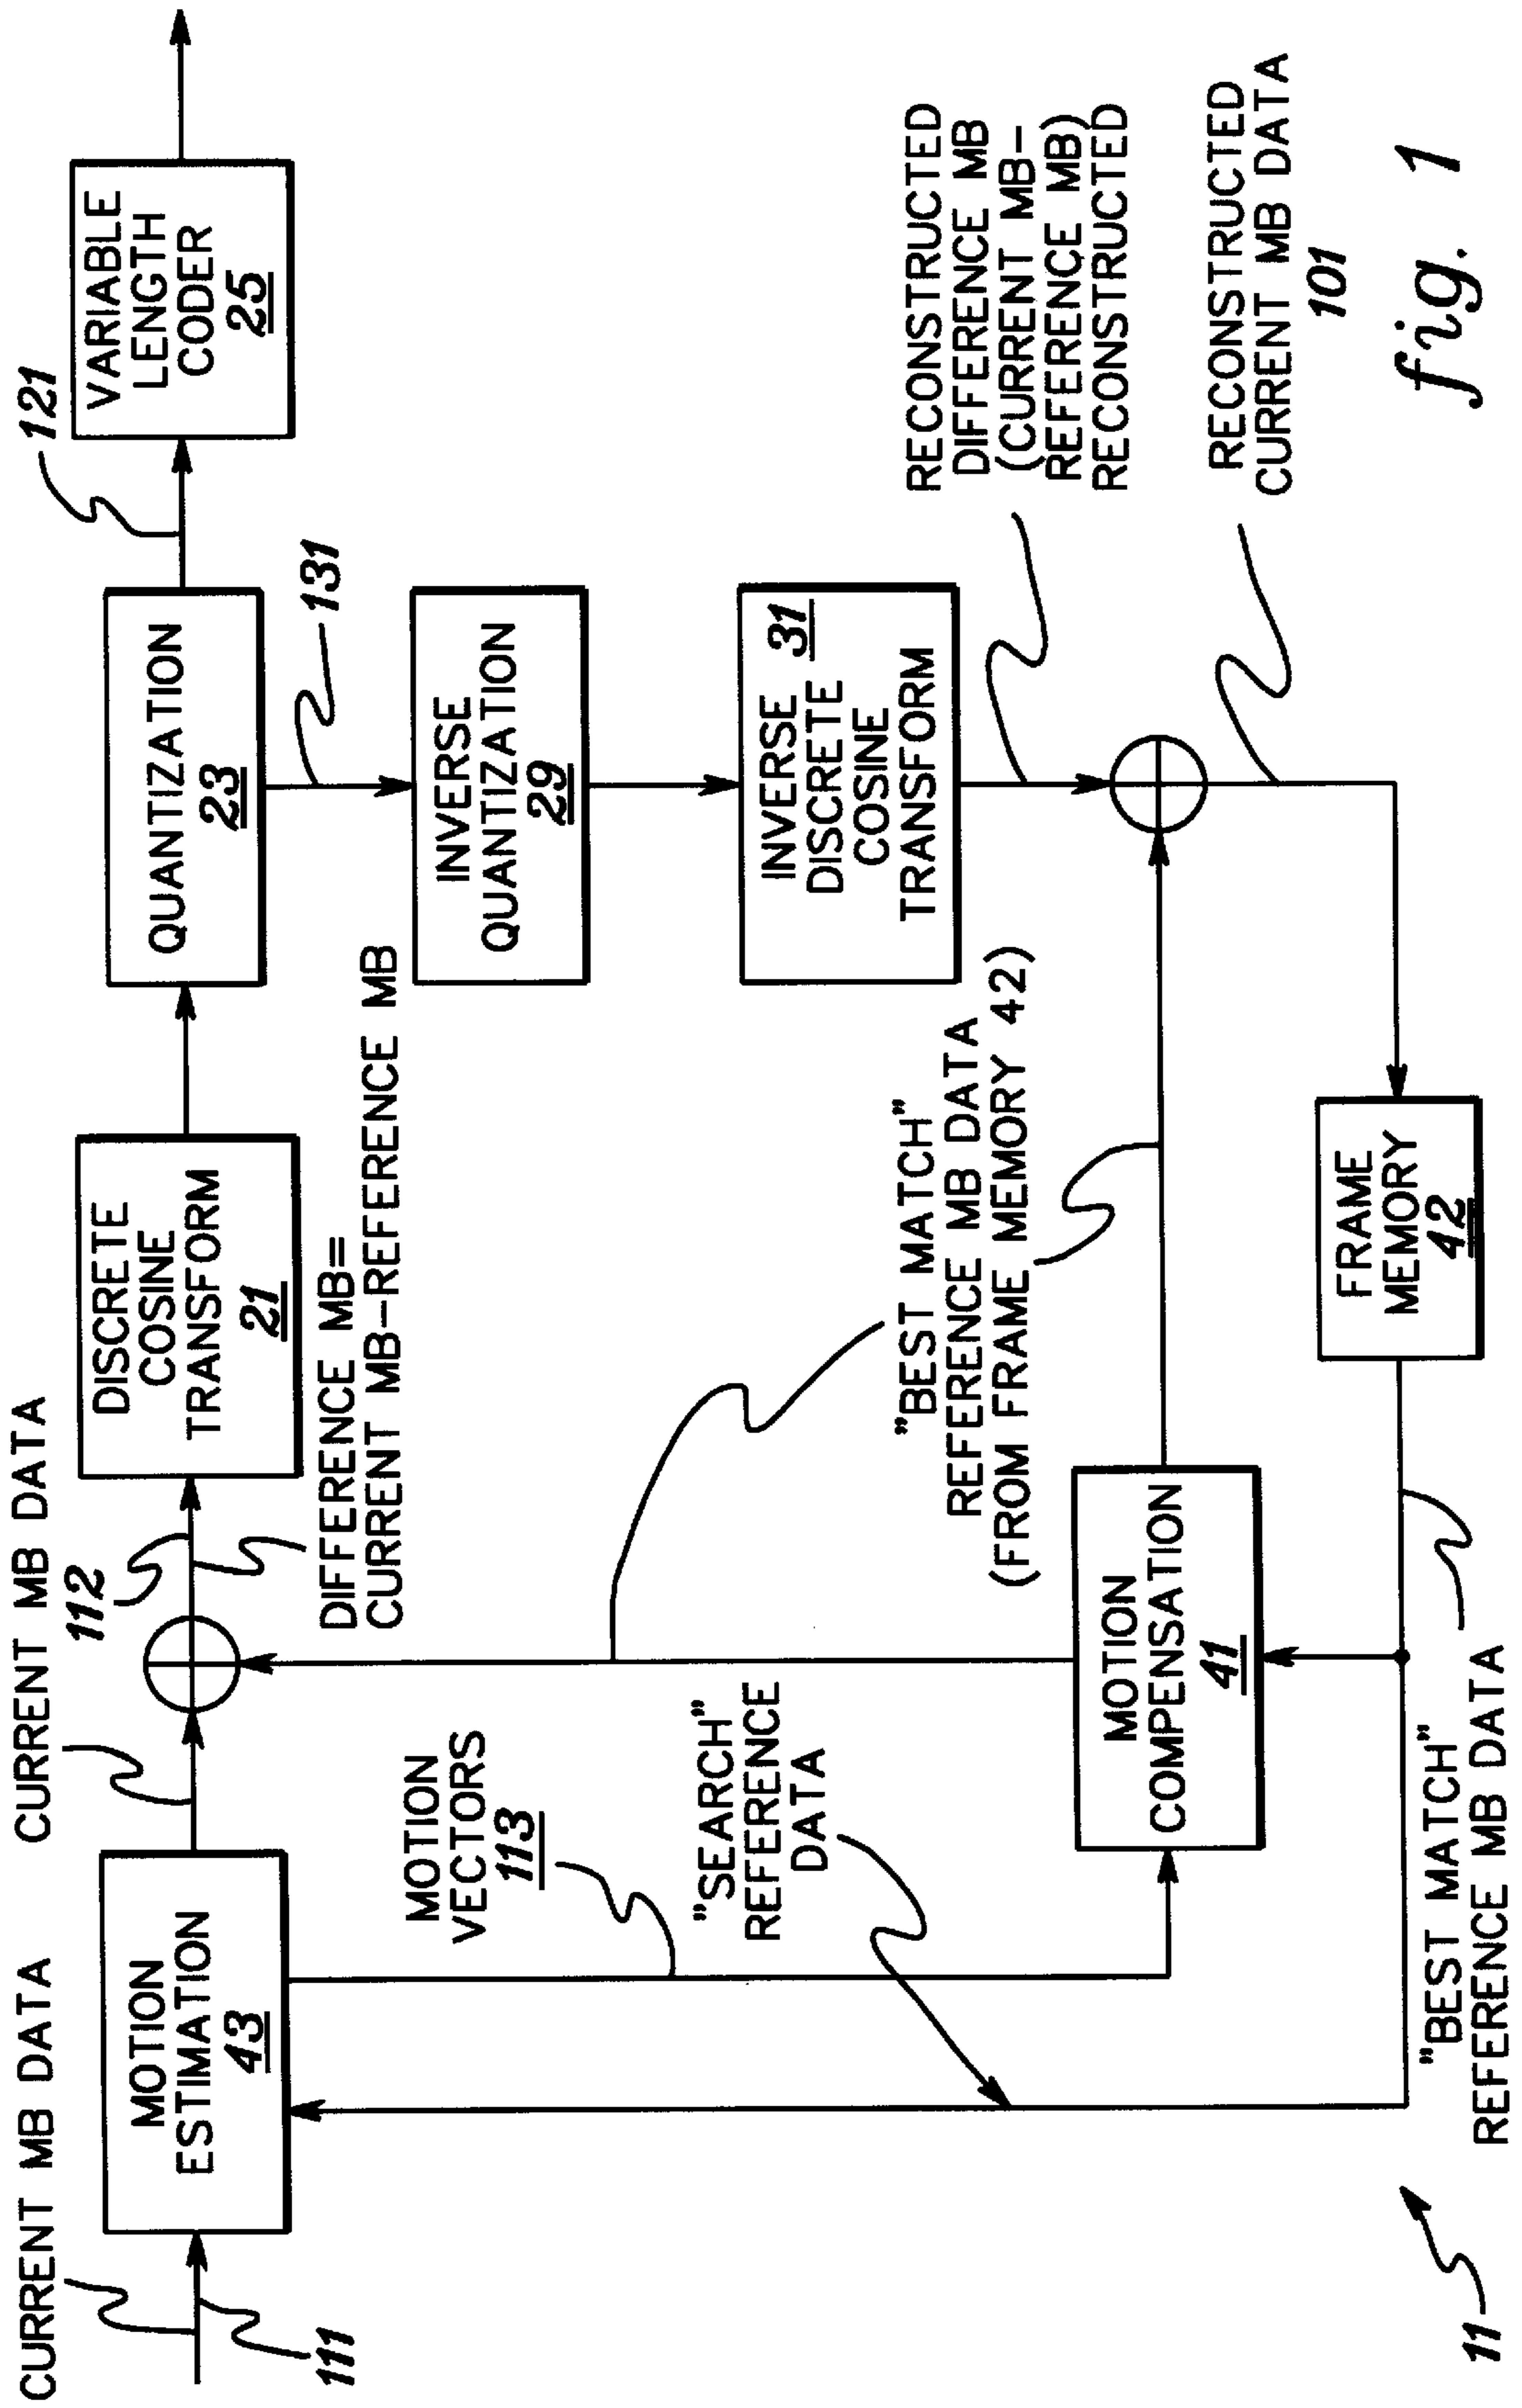 CURRENT MB DATA
111
MOTION
ESTIMATION
43
CURRENT MB DATA
112
DIFFERENCE MB=
CURRENT MB-REFERENCE MB
DISCRETE
COSINE
TRANSFORM
21
QUANTIZATION
23
121
VARIABLE
LENGTH
CODER
25
131
INVERSE
QUANTIZATION
29
INVERSE
DISCRETE
COSINE
TRANSFORM
31
MOTION
VECTORS
113
"SEARCH"
REFERENCE
DATA
"BEST MATCH"
REFERENCE MB DATA
(FROM FRAME MEMORY 42)
RECONSTRUCTED
DIFFERENCE MB
(CURRENT MB-
REFERENCE MB)
RECONSTRUCTED
MOTION
COMPENSATION
41
RECONSTRUCTED
CURRENT MB DATA
101
FRAME
MEMORY
42
"BEST MATCH"
REFERENCE MB DATA
11
fig. 1